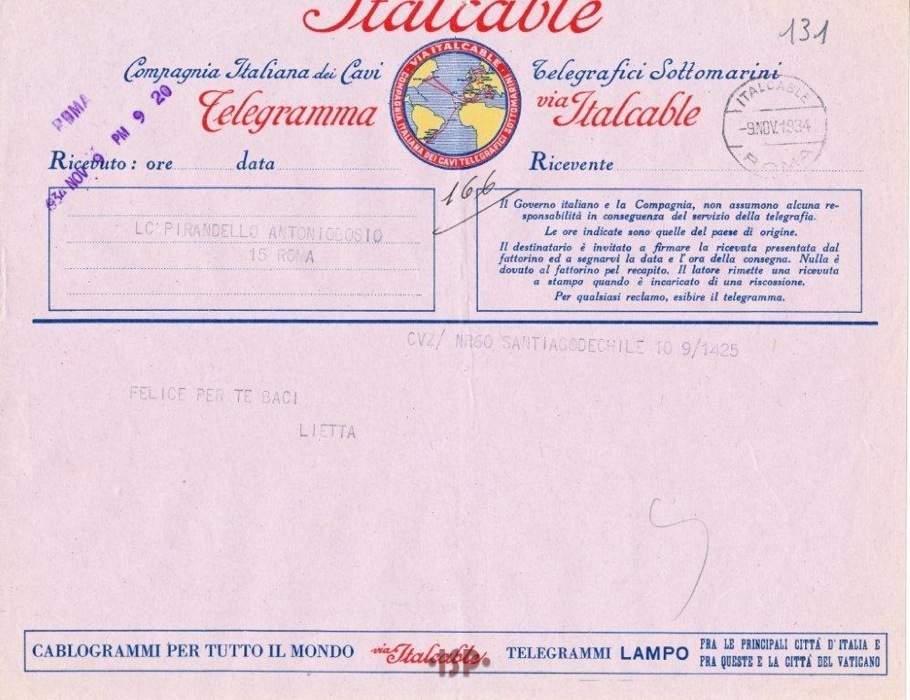 Italcable
131
Compagnia Italiana dei Cavi Telegrafici Sottomarini
Telegramma via Italcable
VIA ITALCABLE
COMPAGNIA ITALIANA DEI CAVI TELEGRAFICI SOTTOMARINI
ROMA
1934 NOV 9 PM 9 20
ITALCABLE
-9.NOV.1934
ROMA
Ricevuto: ore data Ricevente
166
LC PIRANDELLO ANTONIOBOSIO
15 ROMA
Il Governo italiano e la Compagnia, non assumono alcuna re-
sponsabilità in conseguenza del servizio della telegrafia.
Le ore indicate sono quelle del paese di origine.
Il destinatario è invitato a firmare la ricevuta presentata dal
fattorino ed a segnarvi la data e l'ora della consegna. Nulla è
dovuto al fattorino pel recapito. Il latore rimette una ricevuta
a stampo quando è incaricato di una riscossione.
Per qualsiasi reclamo, esibire il telegramma.
CVZ/ NR60 SANTIAGODECHILE 10 9/1425
FELICE PER TE BACI
LIETTA
CABLOGRAMMI PER TUTTO IL MONDO via Italcable TELEGRAMMI LAMPO
FRA LE PRINCIPALI CITTÀ D'ITALIA E
FRA QUESTE E LA CITTÀ DEL VATICANO